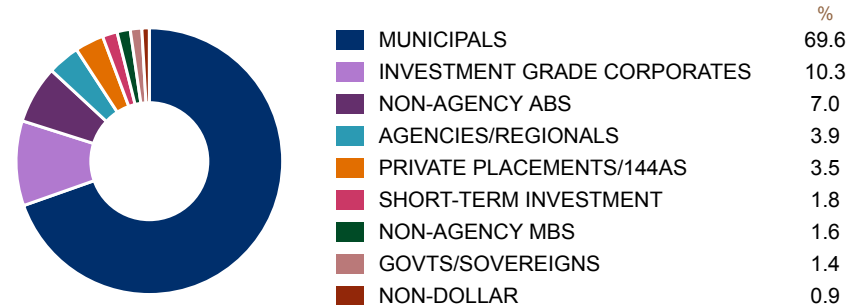 %
MUNICIPALS 69.6
INVESTMENT GRADE CORPORATES 10.3
NON-AGENCY ABS 7.0
AGENCIES/REGIONALS 3.9
PRIVATE PLACEMENTS/144AS 3.5
SHORT-TERM INVESTMENT 1.8
NON-AGENCY MBS 1.6
GOVTS/SOVEREIGNS 1.4
NON-DOLLAR 0.9